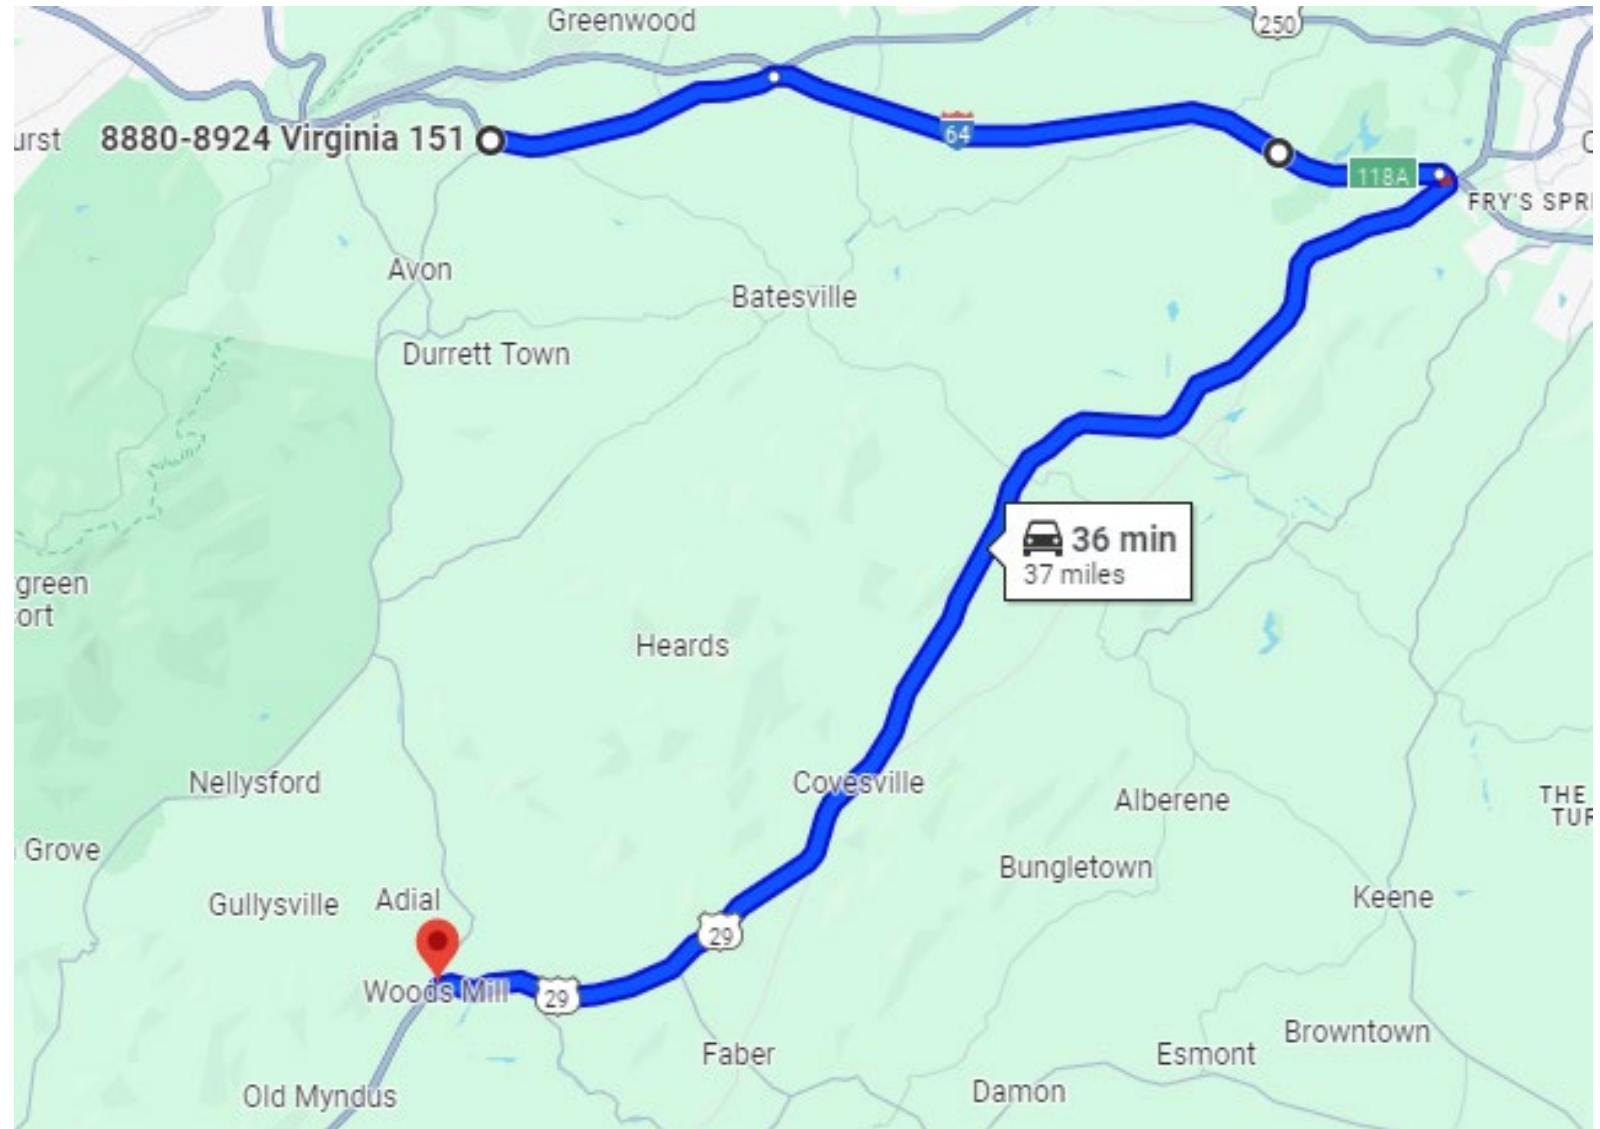 Greenwood
250
urst
8880-8924 Virginia 151
64
118A
FRY'S SPRI
Avon
Batesville
Durrett Town
36 min
37 miles
green
ort
Heards
Nellysford
Covesville
Alberene
THE
TUR
Grove
Bungletown
Gullysville
Adial
Keene
29
Woods Mill
29
Faber
Browntown
Esmont
Old Myndus
Damon